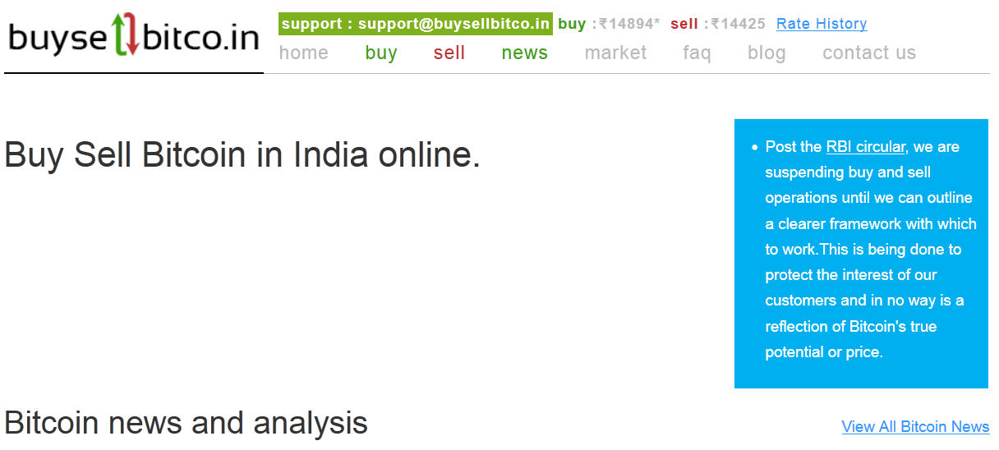 buysellbitco.in
support : support@buysellbitco.in buy :₹14894* sell :₹14425 Rate History
home buy sell news market faq blog contact us
Buy Sell Bitcoin in India online.
Post the RBI circular, we are
suspending buy and sell
operations until we can outline
a clearer framework with which
to work.This is being done to
protect the interest of our
customers and in no way is a
reflection of Bitcoin's true
potential or price.
Bitcoin news and analysis
View All Bitcoin News